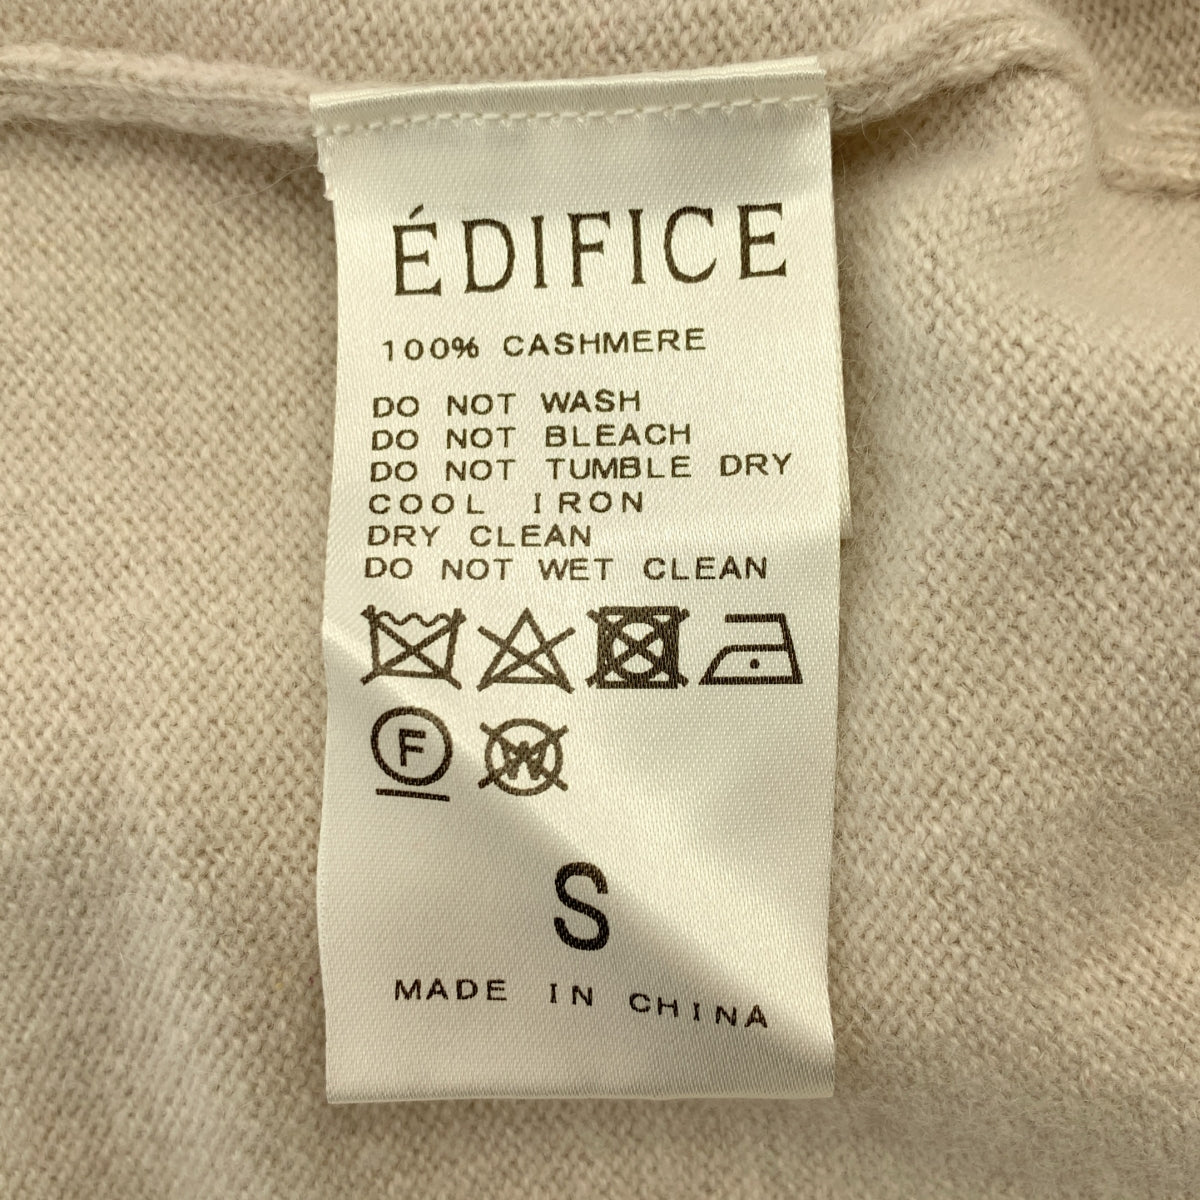 ÉDIFICE
100% CASHMERE
DO NOT WASH
DO NOT BLEACH
DO NOT TUMBLE DRY
COOL IRON
DRY CLEAN
DO NOT WET CLEAN
F W
S
MADE IN CHINA